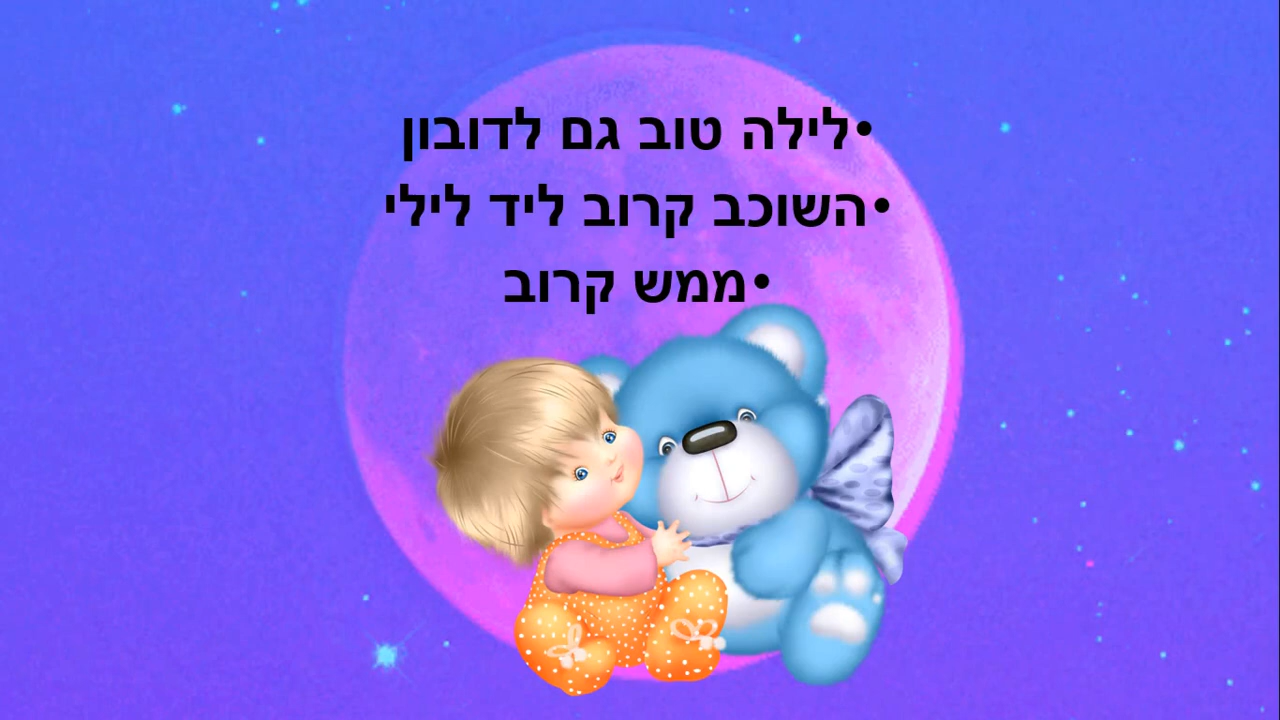 •לילה טוב גם לדובון
•השוכב קרוב ליד לילי
•ממש קרוב